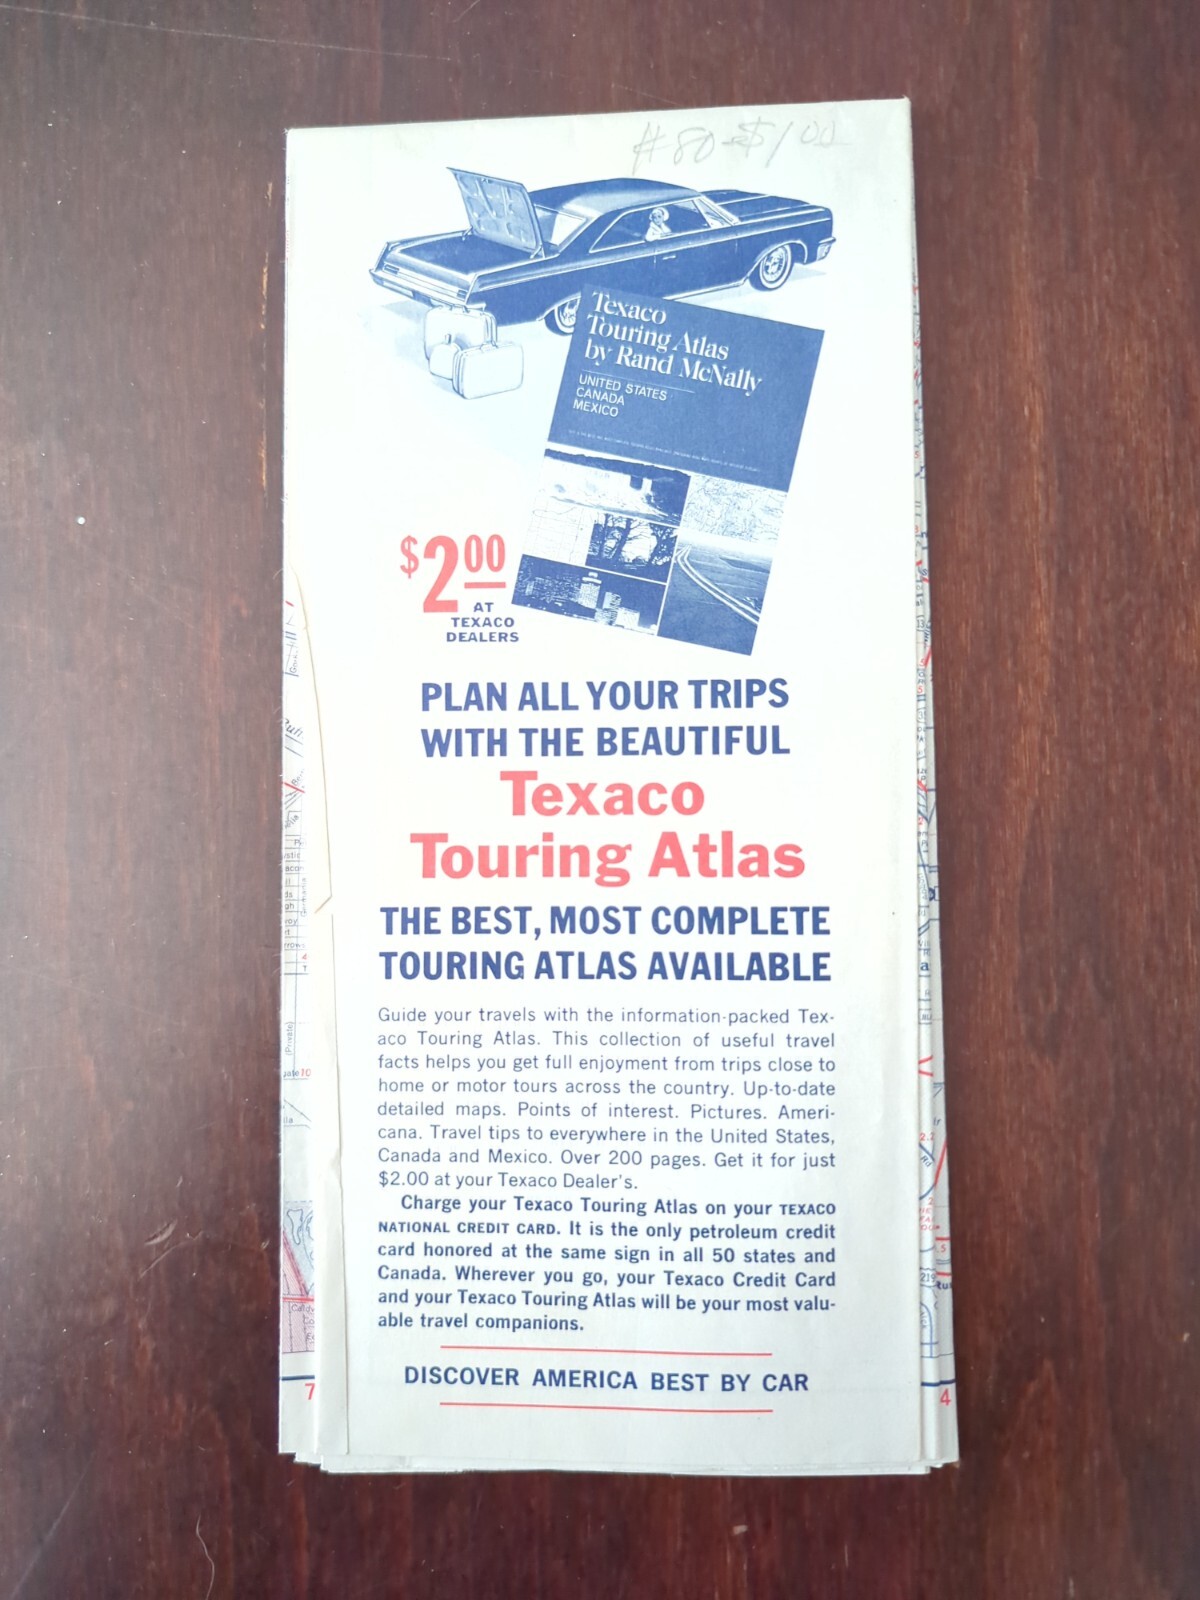 #80-$1.00
Texaco
Touring Atlas
by Rand McNally
UNITED STATES
CANADA
MEXICO
$2.00
AT
TEXACO
DEALERS
PLAN ALL YOUR TRIPS
WITH THE BEAUTIFUL
Texaco
Touring Atlas
THE BEST, MOST COMPLETE
TOURING ATLAS AVAILABLE
Guide your travels with the information-packed Tex-
aco Touring Atlas. This collection of useful travel
facts helps you get full enjoyment from trips close to
home or motor tours across the country. Up-to-date
detailed maps. Points of interest. Pictures. Ameri-
cana. Travel tips to everywhere in the United States,
Canada and Mexico. Over 200 pages. Get it for just
$2.00 at your Texaco Dealer's.
Charge your Texaco Touring Atlas on your TEXACO
NATIONAL CREDIT CARD. It is the only petroleum credit
card honored at the same sign in all 50 states and
Canada. Wherever you go, your Texaco Credit Card
and your Texaco Touring Atlas will be your most valu-
able travel companions.
DISCOVER AMERICA BEST BY CAR
(Private)
7
4